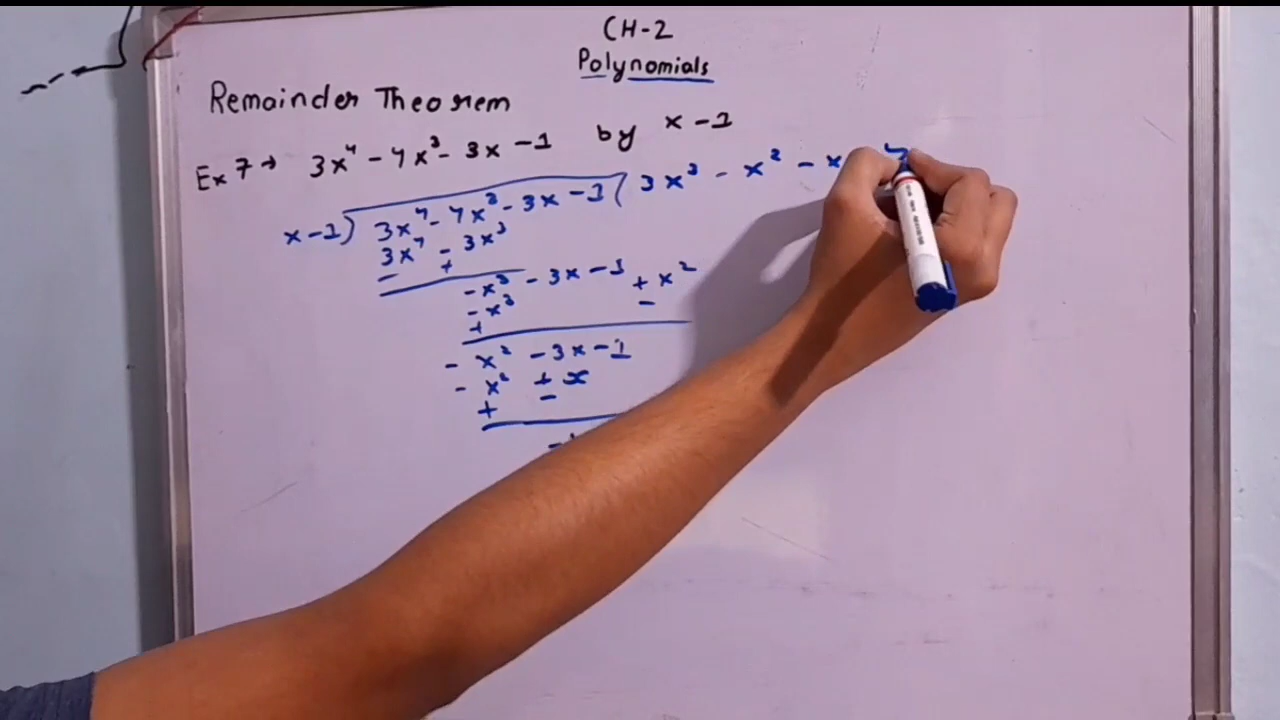 CH-2
Polynomials
Remainder Theorem
Ex 7→ 3x⁴ - 4x³ - 3x - 1 by x - 1
x-1) 3x⁴ - 4x³ - 3x - 1 ( 3x³ - x² - x
3x⁴ - 3x³
- +
- x³ - 3x - 1
- x³ + x²
+ -
- x² - 3x - 1
- x² + x
+ -